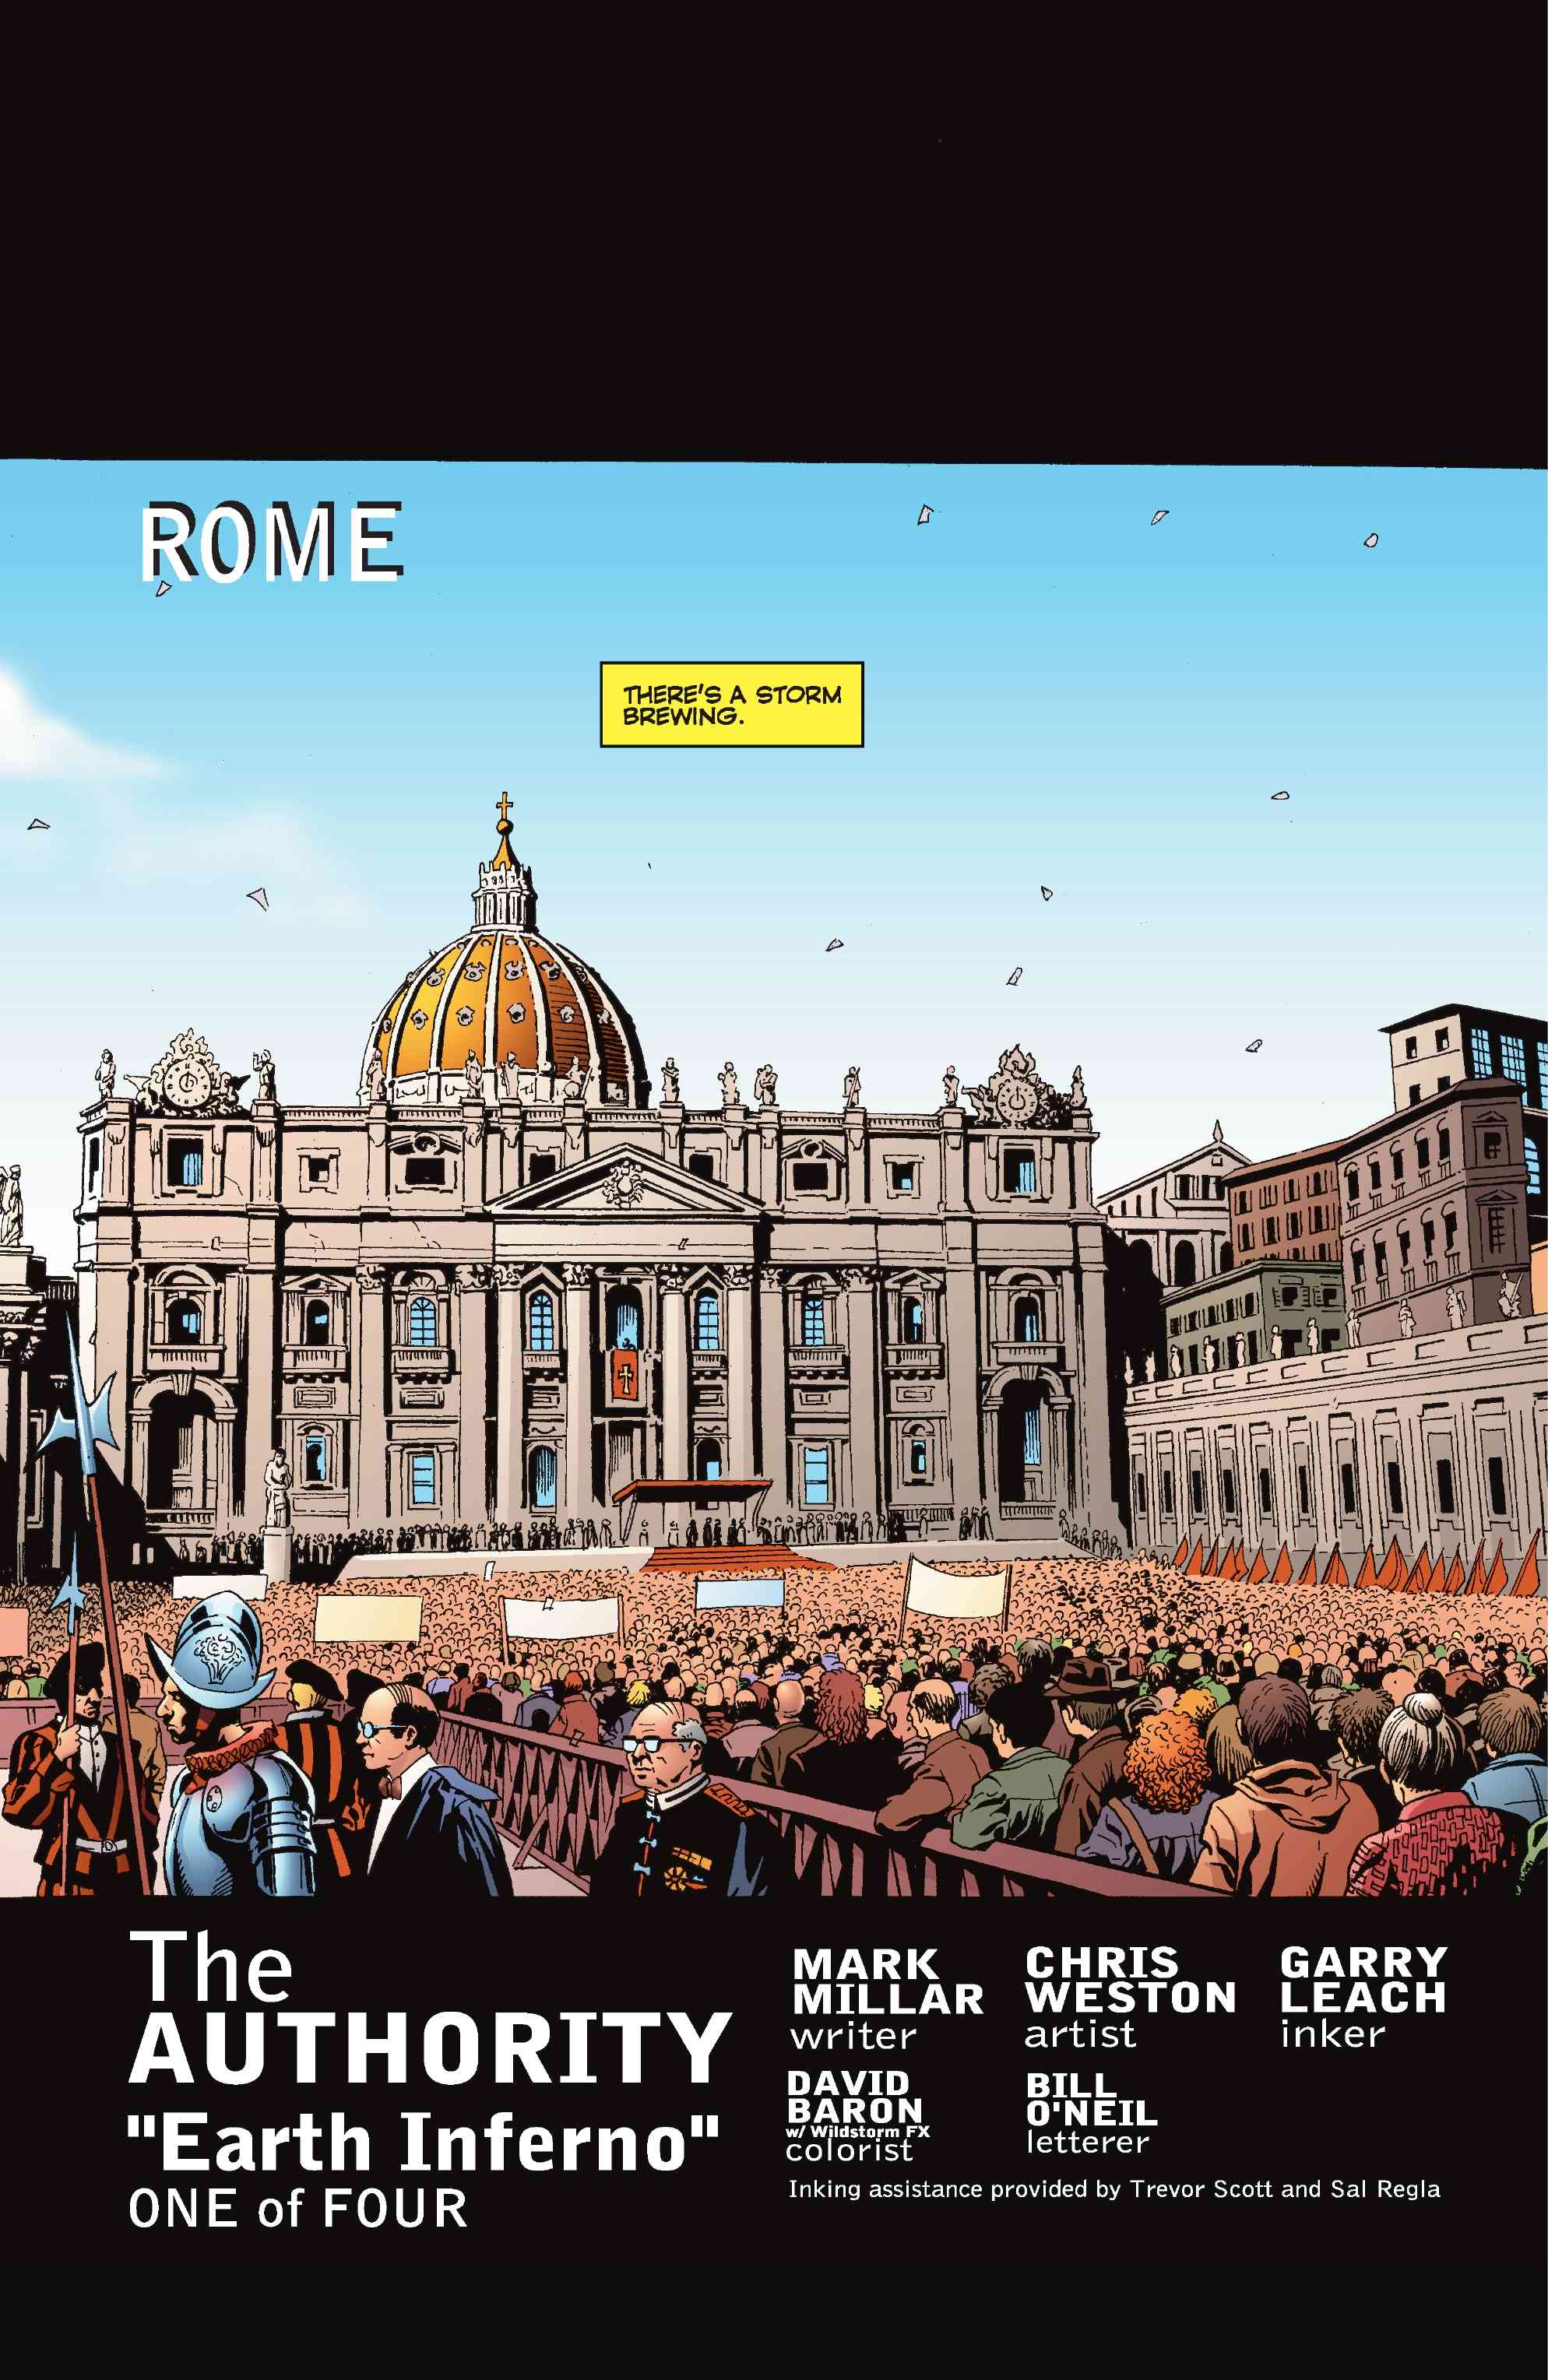 ROME
THERE'S A STORM
BREWING.
The
AUTHORITY
"Earth Inferno"
ONE of FOUR
MARK
MILLAR
writer
CHRIS
WESTON
artist
GARRY
LEACH
inker
DAVID
BARON
w/ Wildstorm FX
colorist
BILL
O'NEIL
letterer
Inking assistance provided by Trevor Scott and Sal Regla